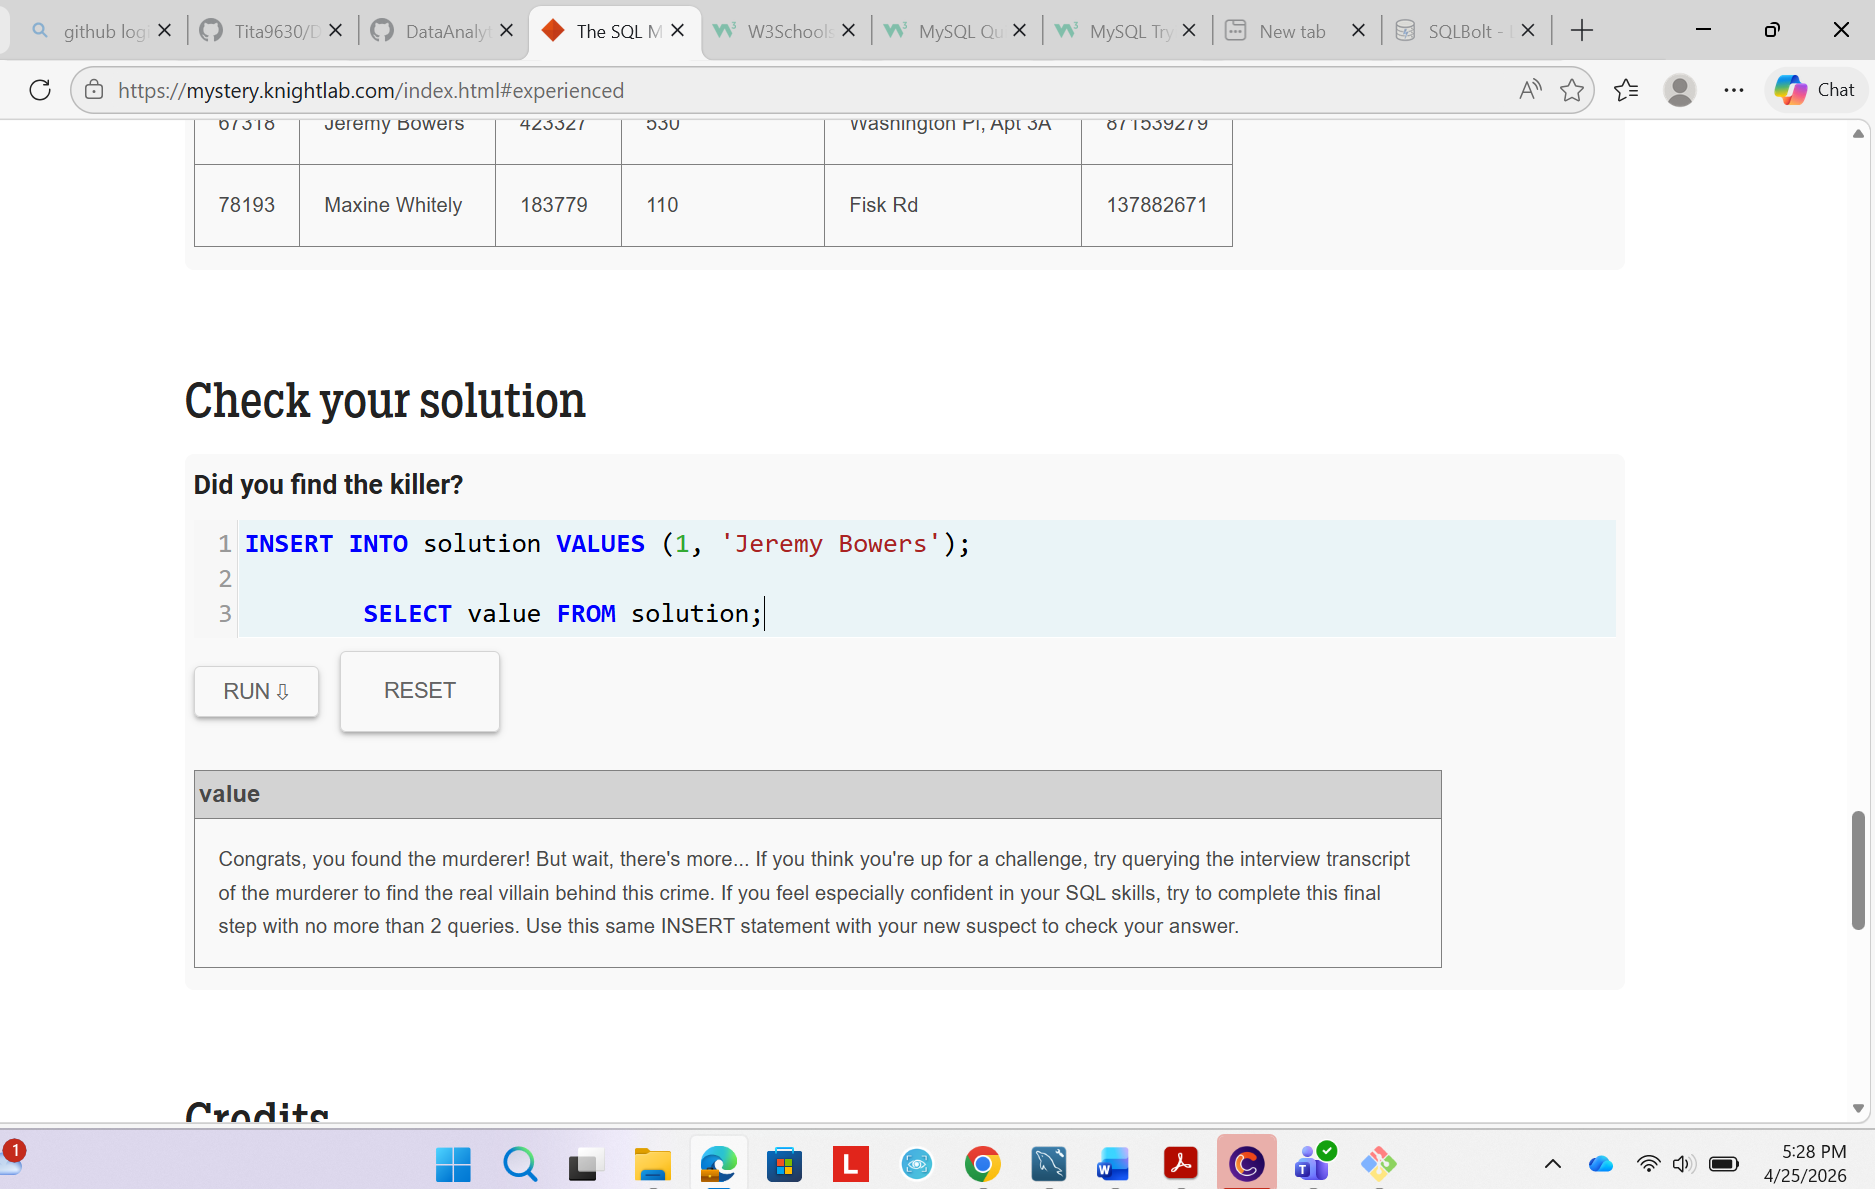 github logi
Tita9630/D
DataAnaly
The SQL M
W3Schools
MySQL Qu
MySQL Try
New tab
SQLBolt -
https://mystery.knightlab.com/index.html#experienced
Chat
67318 Jeremy Bowers 423327 530 Washington Pl, Apt 3A 871539279
78193 Maxine Whitely 183779 110 Fisk Rd 137882671
Check your solution
Did you find the killer?
1 INSERT INTO solution VALUES (1, 'Jeremy Bowers');
2
3 SELECT value FROM solution;
RUN ⇩
RESET
value
Congrats, you found the murderer! But wait, there's more... If you think you're up for a challenge, try querying the interview transcript
of the murderer to find the real villain behind this crime. If you feel especially confident in your SQL skills, try to complete this final
step with no more than 2 queries. Use this same INSERT statement with your new suspect to check your answer.
Credits
1
5:28 PM
4/25/2026